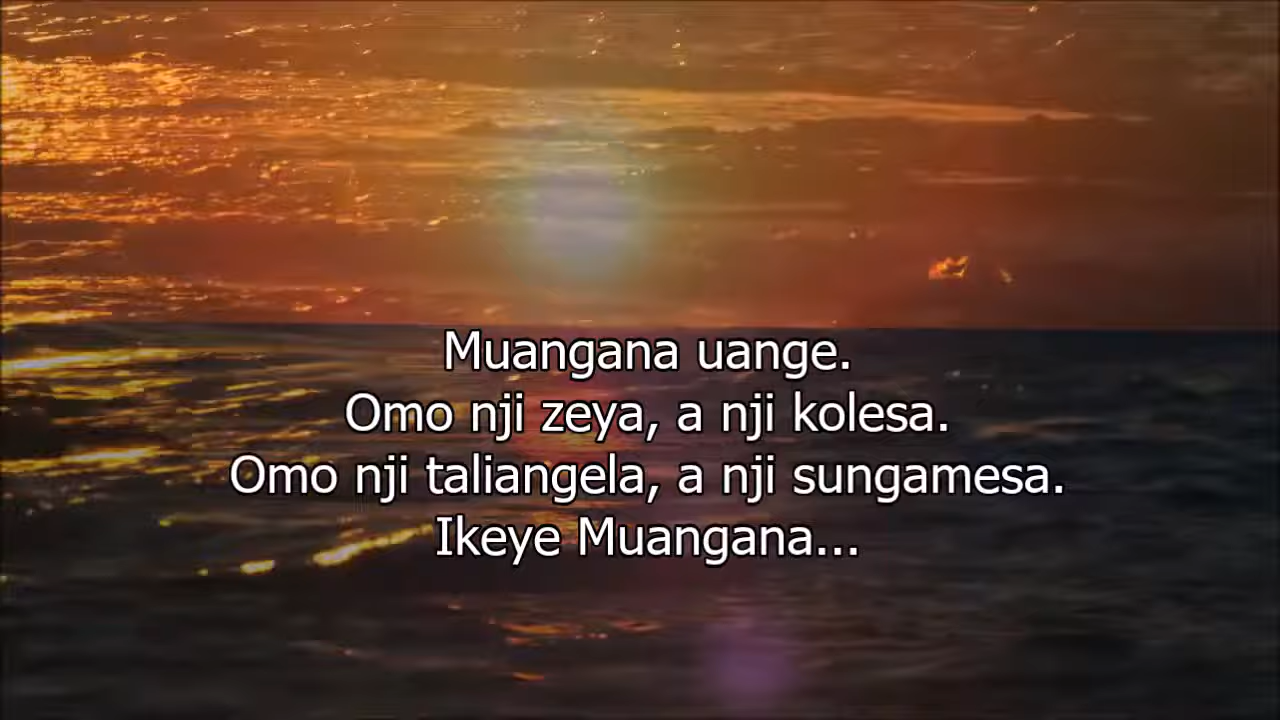 Muangana uange.
Omo nji zeya, a nji kolesa.
Omo nji taliangela, a nji sungamesa.
Ikeye Muangana...